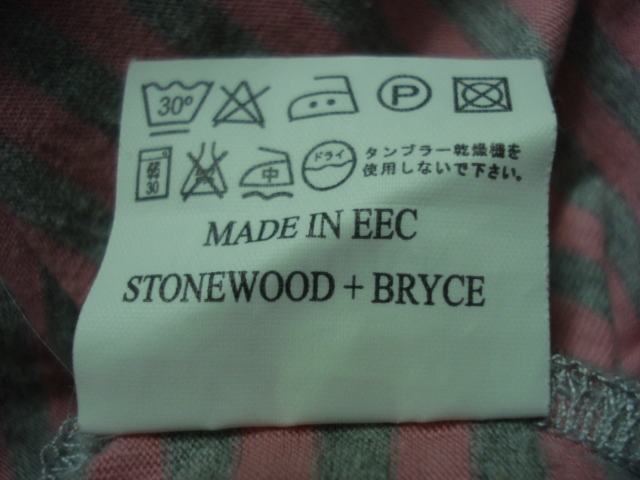 30° P
ドライ タンブラー乾燥機を
中 使用しないで下さい。
MADE IN EEC
STONEWOOD + BRYCE